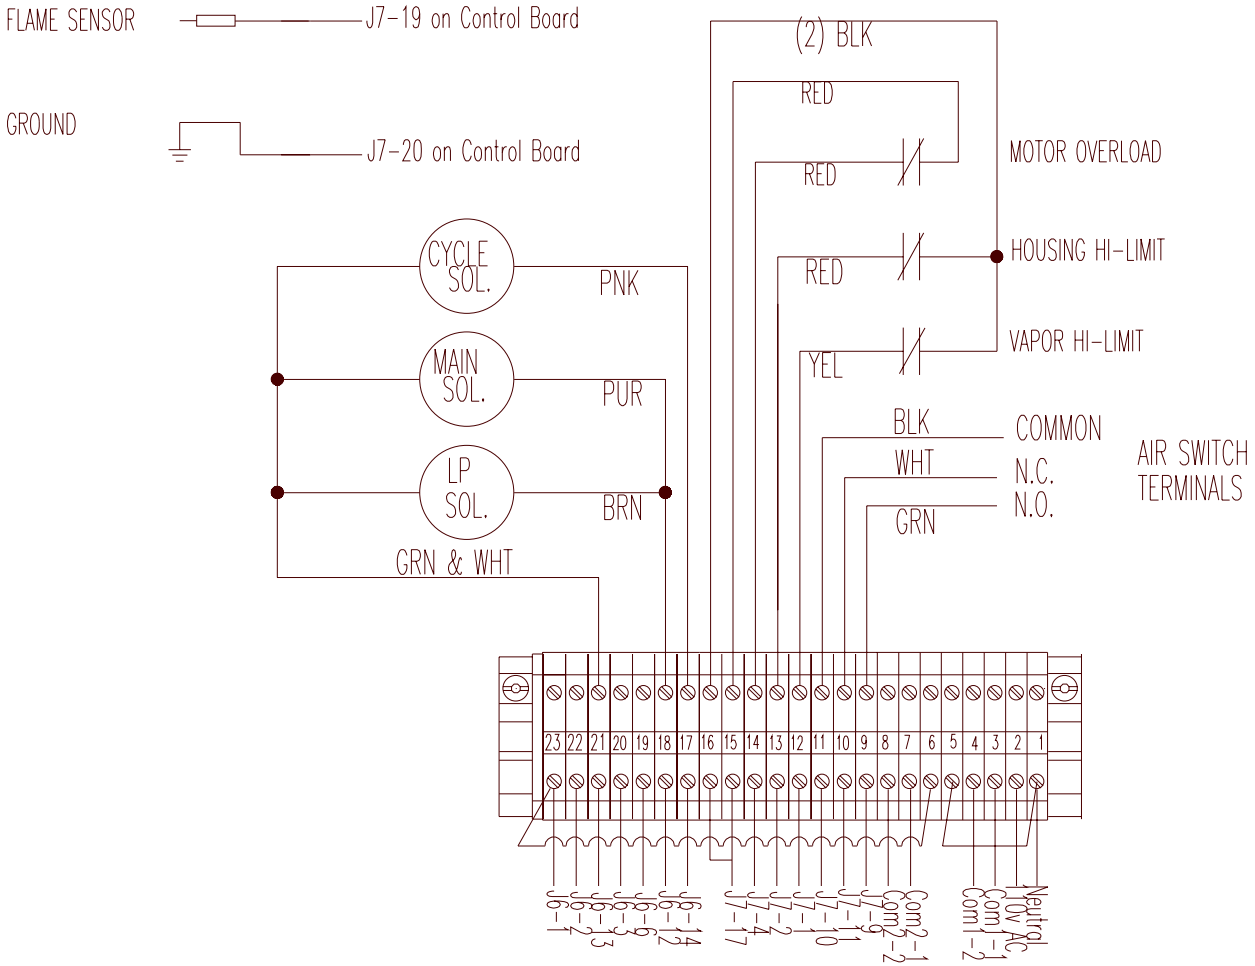 FLAME SENSOR
J7-19 on Control Board
(2) BLK
RED
GROUND
J7-20 on Control Board
MOTOR OVERLOAD
RED
CYCLE
SOL.
PNK
HOUSING HI-LIMIT
RED
MAIN
SOL.
PUR
VAPOR HI-LIMIT
YEL
BLK
COMMON
AIR SWITCH
TERMINALS
WHT
N.C.
N.O.
GRN
LP
SOL.
BRN
GRN & WHT
23 22 21 20 19 18 17 16 15 14 13 12 11 10 9 8 7 6 5 4 3 2 1
J6-1
J6-2
J6-13
J6-3
J6-6
J6-12
J6-14
J7-17
J7-4
J7-2
J7-1
J7-10
J7-11
J7-9
Com2-2
Com2-1
Com1-2
Com1-1
110v AC
Neutral